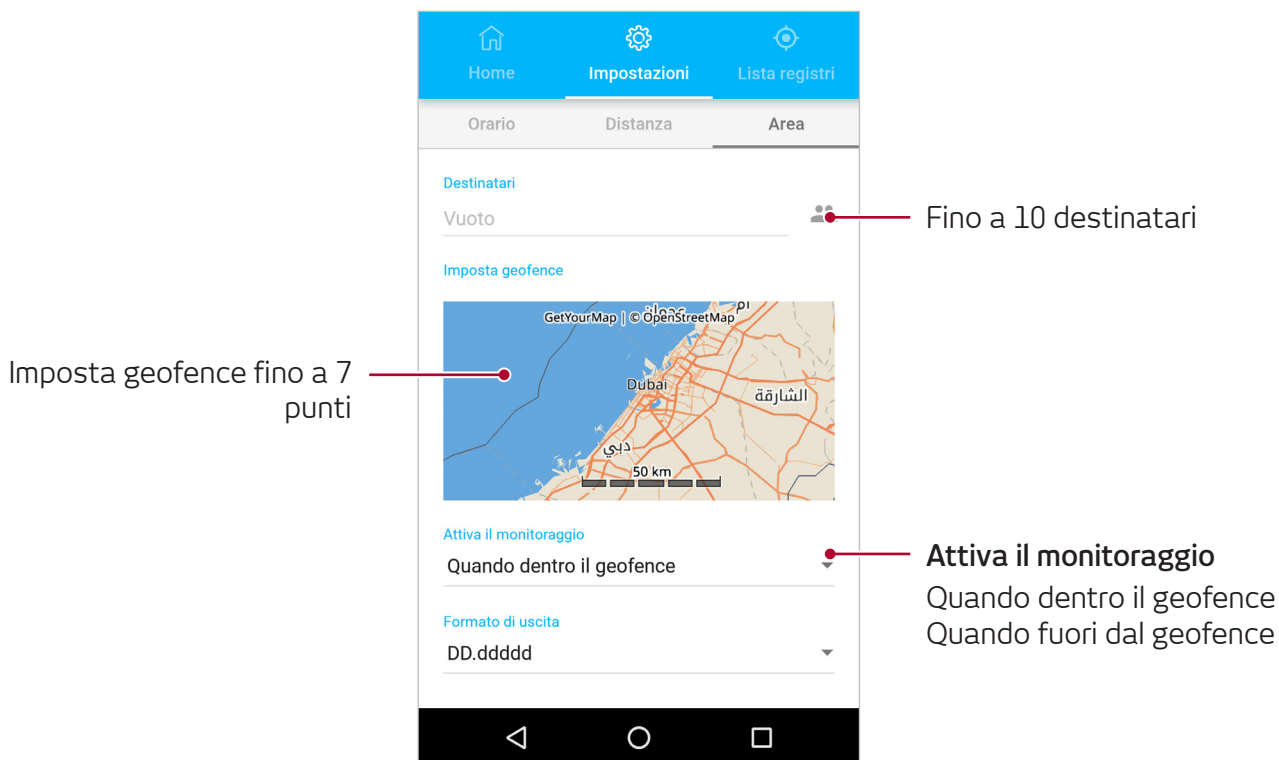 Home Impostazioni Lista registri
Orario Distanza Area
Destinatari
Vuoto
Fino a 10 destinatari
Imposta geofence
GetYourMap | © OpenStreetMap
Imposta geofence fino a 7
punti
Dubai
الشارقة
دبي
50 km
Attiva il monitoraggio
Quando dentro il geofence
Attiva il monitoraggio
Quando dentro il geofence
Quando fuori dal geofence
Formato di uscita
DD.ddddd